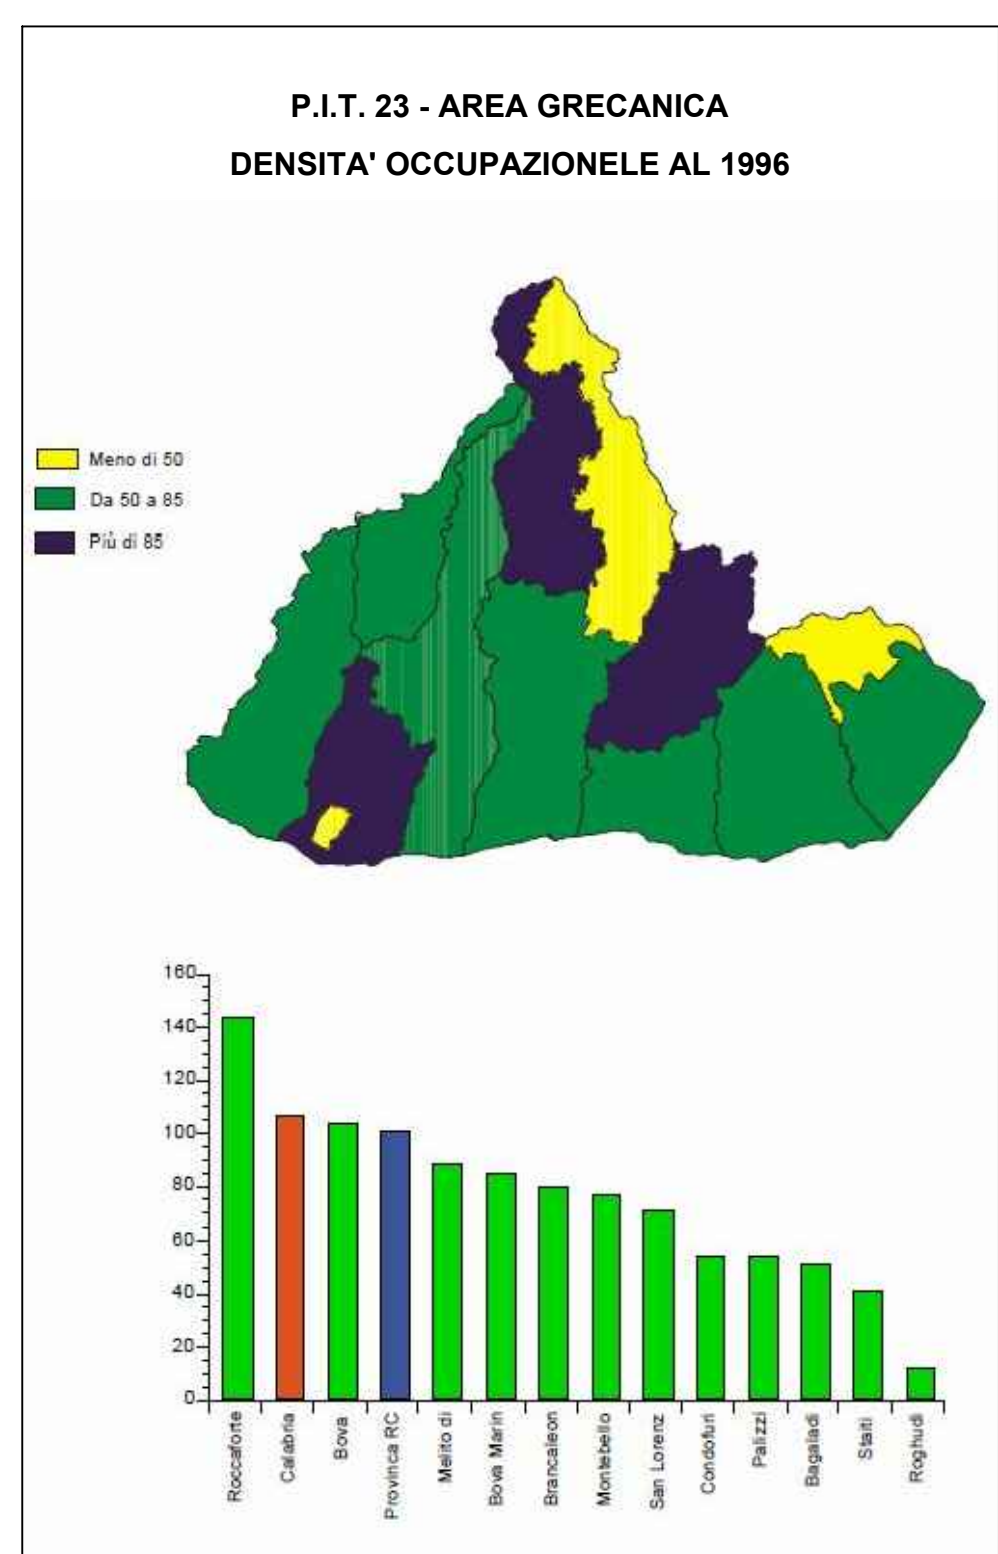 P.I.T. 23 - AREA GRECANICA
DENSITA' OCCUPAZIONELE AL 1996
Meno di 50
Da 50 a 85
Più di 85
160
140
120
100
80
60
40
20
0
Roccaforte
Calabria
Bova
Provinca RC
Melito di
Bova Marin
Brancaleon
Montebello
San Lorenz
Condofuri
Palizzi
Bagaladi
Staiti
Roghudi